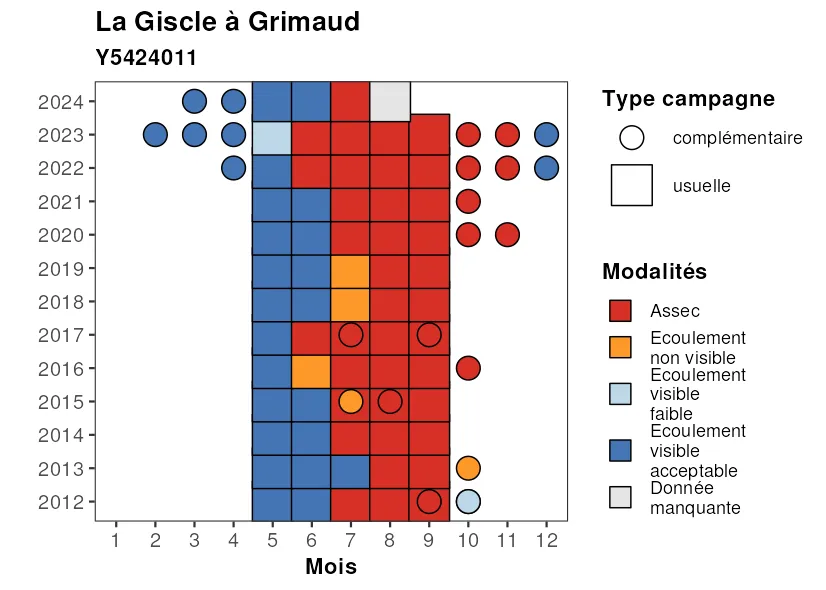 La Giscle à Grimaud
Y5424011
2024
2023
2022
2021
2020
2019
2018
2017
2016
2015
2014
2013
2012
1 2 3 4 5 6 7 8 9 10 11 12
Mois
Type campagne
complémentaire
usuelle
Modalités
Assec
Ecoulement
non visible
Ecoulement
visible
faible
Ecoulement
visible
acceptable
Donnée
manquante